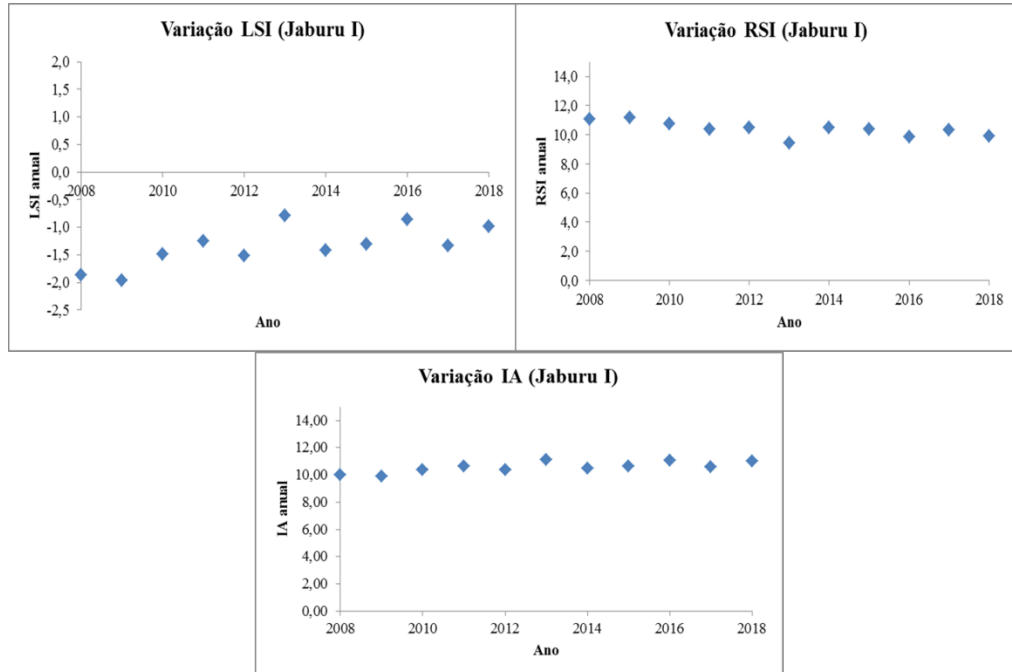 Variação LSI (Jaburu I)
2,0
1,5
1,0
0,5
0,0
-0,5
-1,0
-1,5
-2,0
-2,5
LSI anual
2008 2010 2012 2014 2016 2018
Ano
Variação RSI (Jaburu I)
14,0
12,0
10,0
8,0
6,0
4,0
2,0
0,0
RSI anual
2008 2010 2012 2014 2016 2018
Ano
Variação IA (Jaburu I)
14,00
12,00
10,00
8,00
6,00
4,00
2,00
0,00
IA anual
2008 2010 2012 2014 2016 2018
Ano